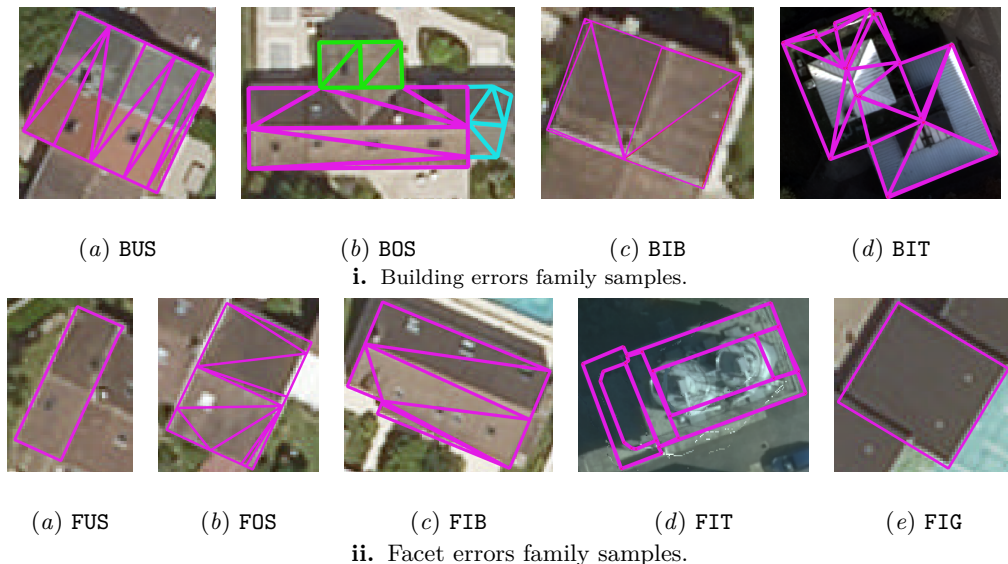 (a) BUS (b) BOS (c) BIB (d) BIT
i. Building errors family samples.
(a) FUS (b) FOS (c) FIB (d) FIT (e) FIG
ii. Facet errors family samples.